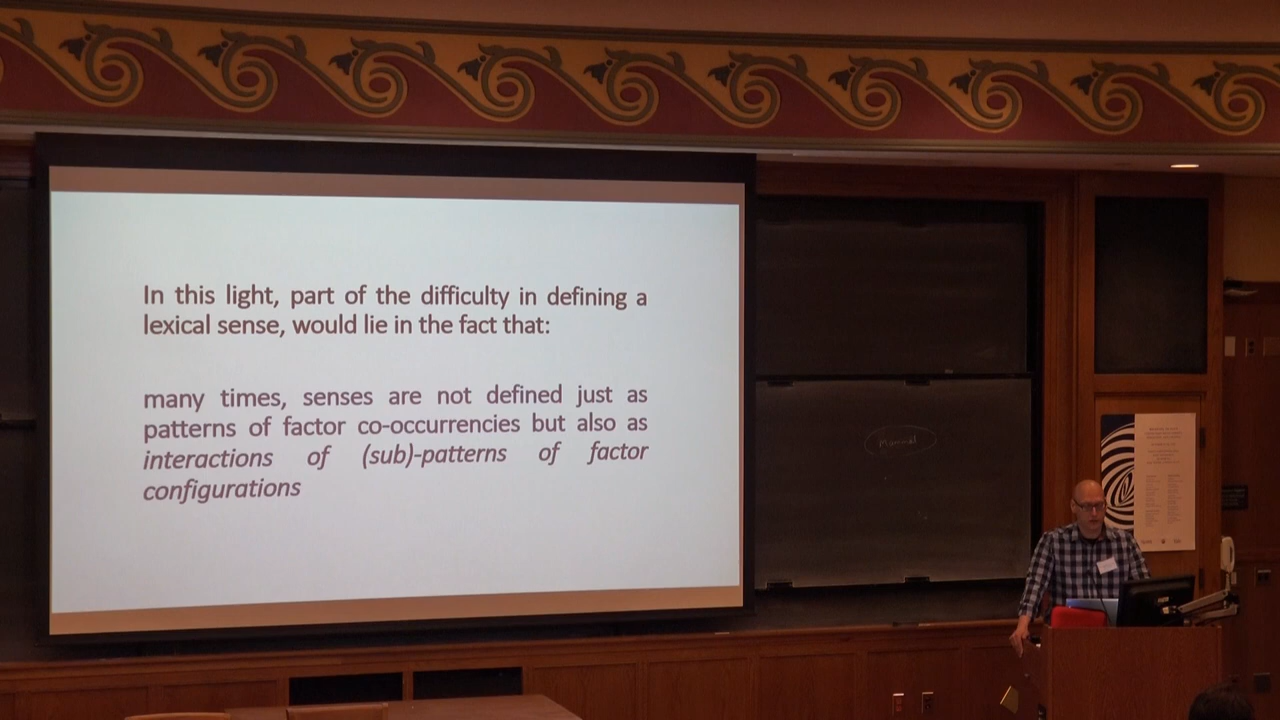 In this light, part of the difficulty in defining a
lexical sense, would lie in the fact that:
many times, senses are not defined just as
patterns of factor co-occurrencies but also as
interactions of (sub)-patterns of factor
configurations